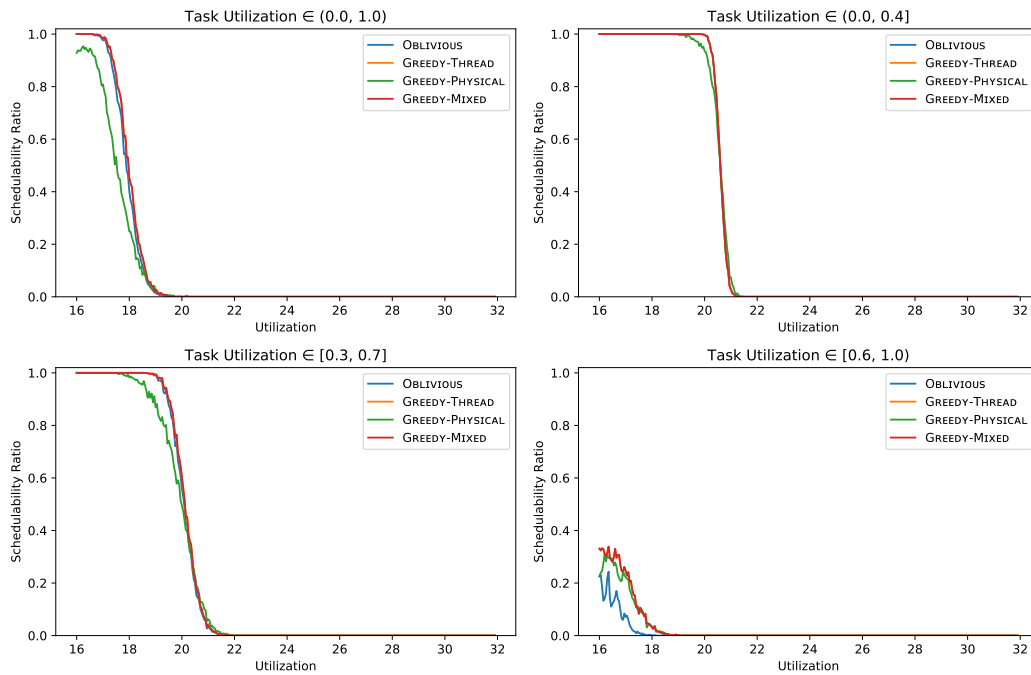 Task Utilization ∈ (0.0, 1.0)
1.0
0.8
0.6
0.4
0.2
0.0
Schedulability Ratio
OBLIVIOUS
GREEDY-THREAD
GREEDY-PHYSICAL
GREEDY-MIXED
16 18 20 22 24 26 28 30 32
Utilization
Task Utilization ∈ (0.0, 0.4]
1.0
0.8
0.6
0.4
0.2
0.0
Schedulability Ratio
OBLIVIOUS
GREEDY-THREAD
GREEDY-PHYSICAL
GREEDY-MIXED
16 18 20 22 24 26 28 30 32
Utilization
Task Utilization ∈ [0.3, 0.7]
1.0
0.8
0.6
0.4
0.2
0.0
Schedulability Ratio
OBLIVIOUS
GREEDY-THREAD
GREEDY-PHYSICAL
GREEDY-MIXED
16 18 20 22 24 26 28 30 32
Utilization
Task Utilization ∈ [0.6, 1.0)
1.0
0.8
0.6
0.4
0.2
0.0
Schedulability Ratio
OBLIVIOUS
GREEDY-THREAD
GREEDY-PHYSICAL
GREEDY-MIXED
16 18 20 22 24 26 28 30 32
Utilization